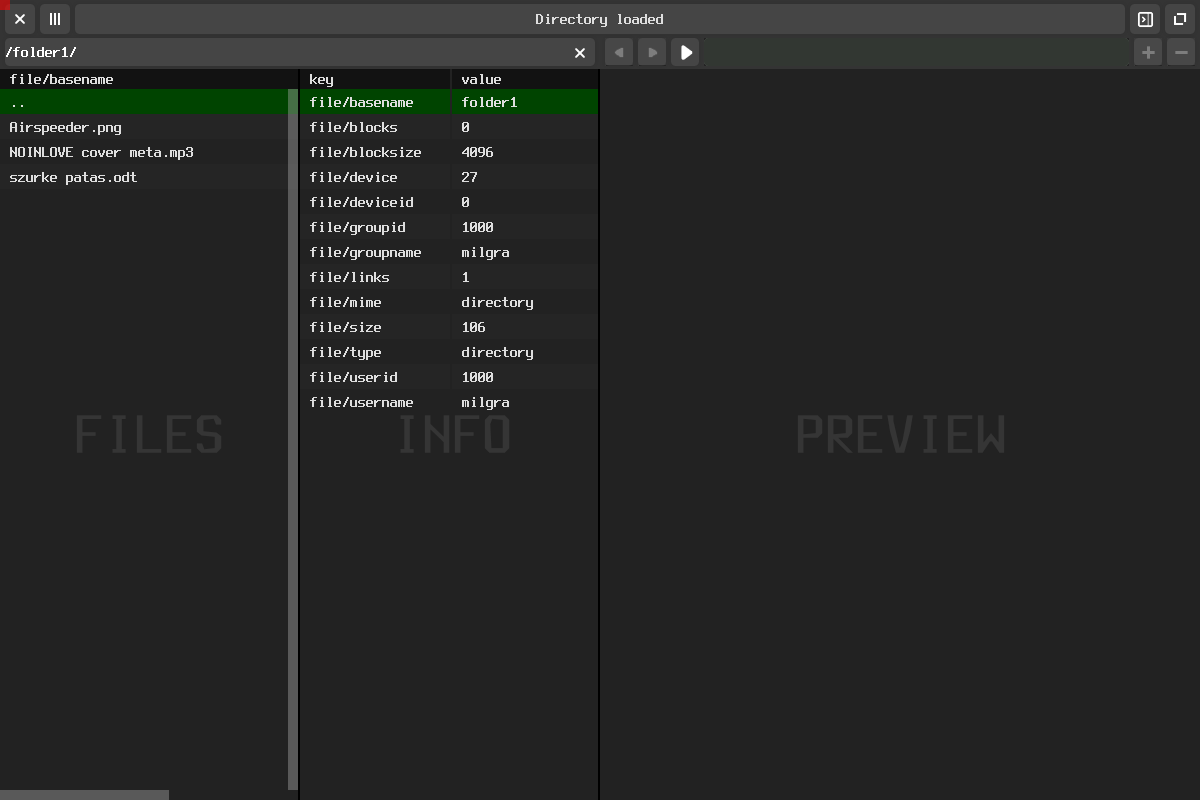 Directory loaded
/folder1/
file/basename
..
Airspeeder.png
NOINLOVE cover meta.mp3
szurke patas.odt
FILES
key value
file/basename folder1
file/blocks 0
file/blocksize 4096
file/device 27
file/deviceid 0
file/groupid 1000
file/groupname milgra
file/links 1
file/mime directory
file/size 106
file/type directory
file/userid 1000
file/username milgra
INFO
PREVIEW